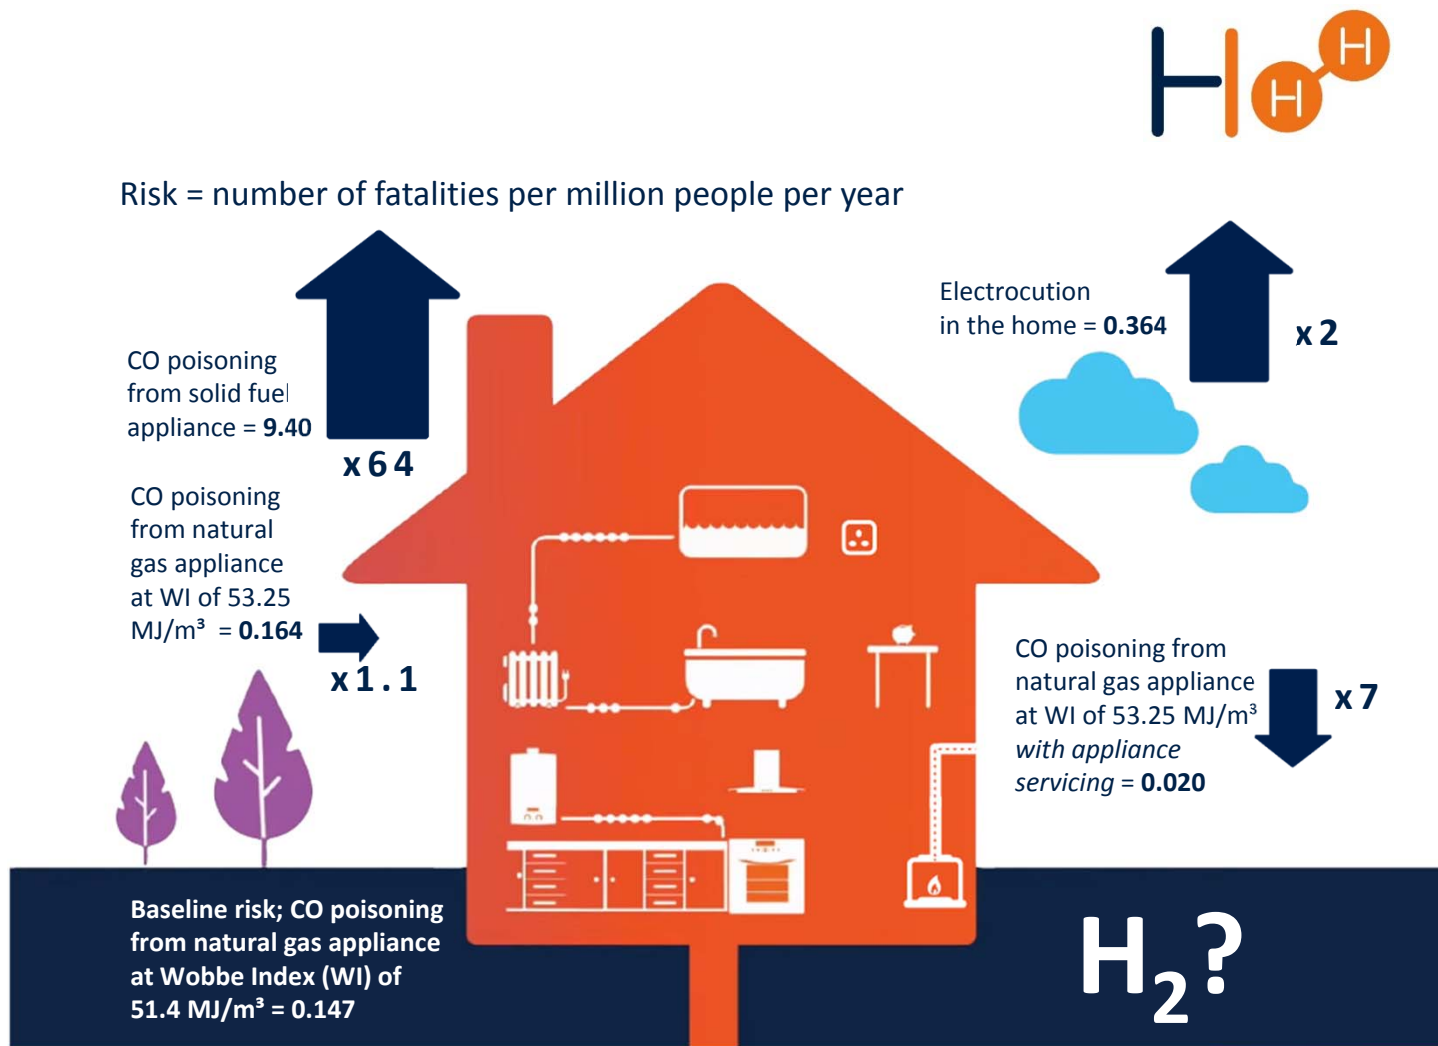 H H H
Risk = number of fatalities per million people per year
Electrocution
in the home = 0.364
x 2
CO poisoning
from solid fuel
appliance = 9.40
x 6 4
CO poisoning
from natural
gas appliance
at WI of 53.25
MJ/m³ = 0.164
x 1 . 1
CO poisoning from
natural gas appliance
at WI of 53.25 MJ/m³
with appliance
servicing = 0.020
x 7
Baseline risk; CO poisoning
from natural gas appliance
at Wobbe Index (WI) of
51.4 MJ/m³ = 0.147
H₂?